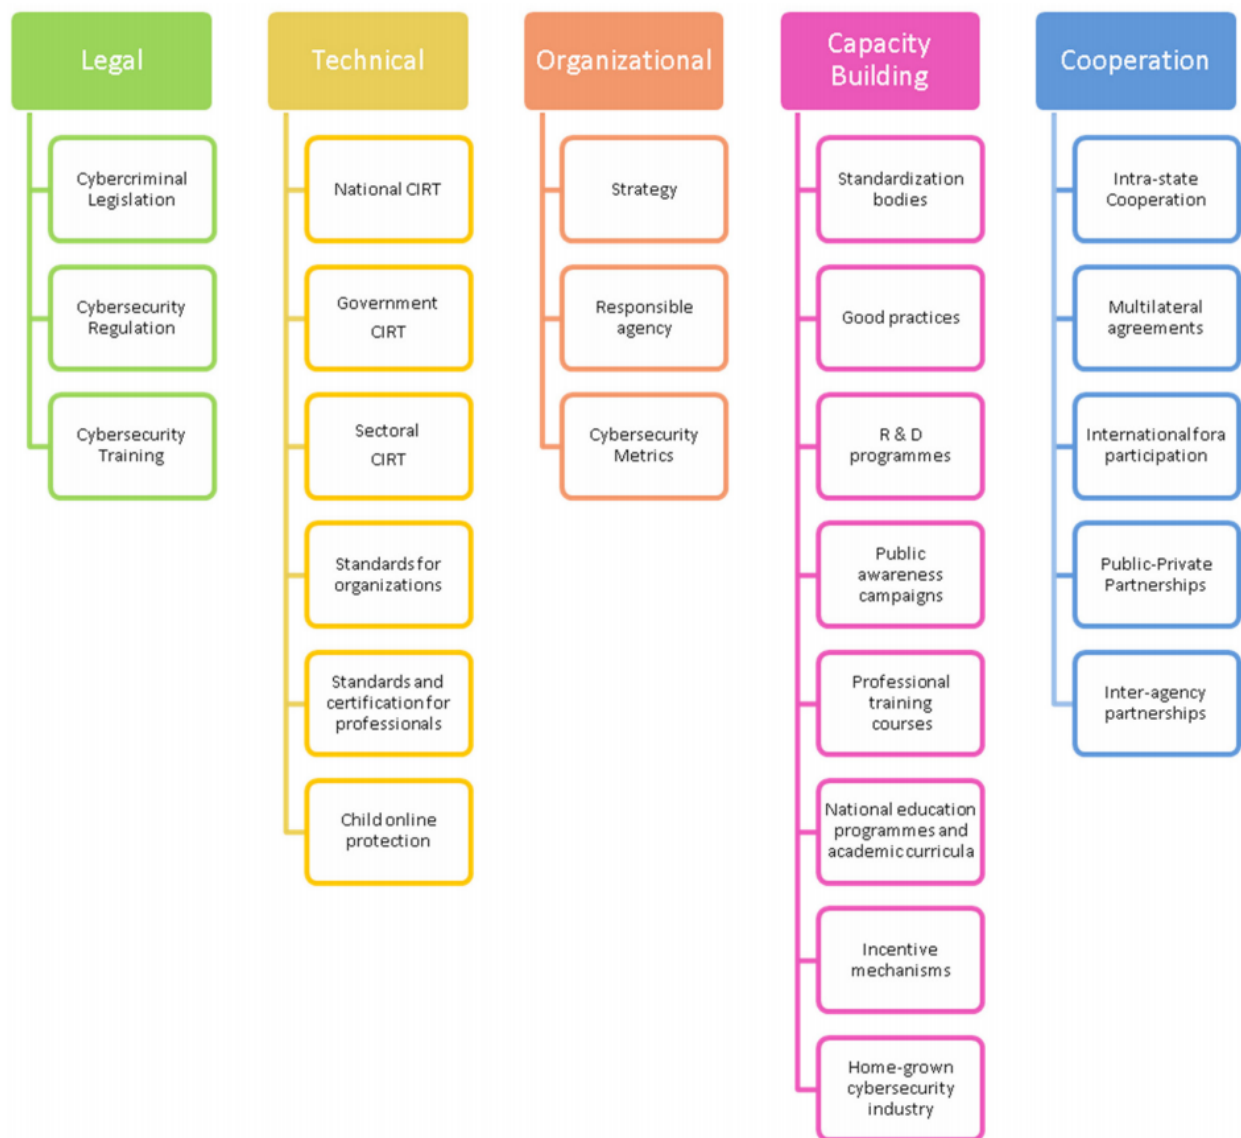 Legal
Cybercriminal
Legislation
Cybersecurity
Regulation
Cybersecurity
Training
Technical
National CIRT
Government
CIRT
Sectoral
CIRT
Standards for
organizations
Standards and
certification for
professionals
Child online
protection
Organizational
Strategy
Responsible
agency
Cybersecurity
Metrics
Capacity
Building
Standardization
bodies
Good practices
R & D
programmes
Public
awareness
campaigns
Professional
training
courses
National education
programmes and
academic curricula
Incentive
mechanisms
Home-grown
cybersecurity
industry
Cooperation
Intra-state
Cooperation
Multilateral
agreements
International fora
participation
Public-Private
Partnerships
Inter-agency
partnerships